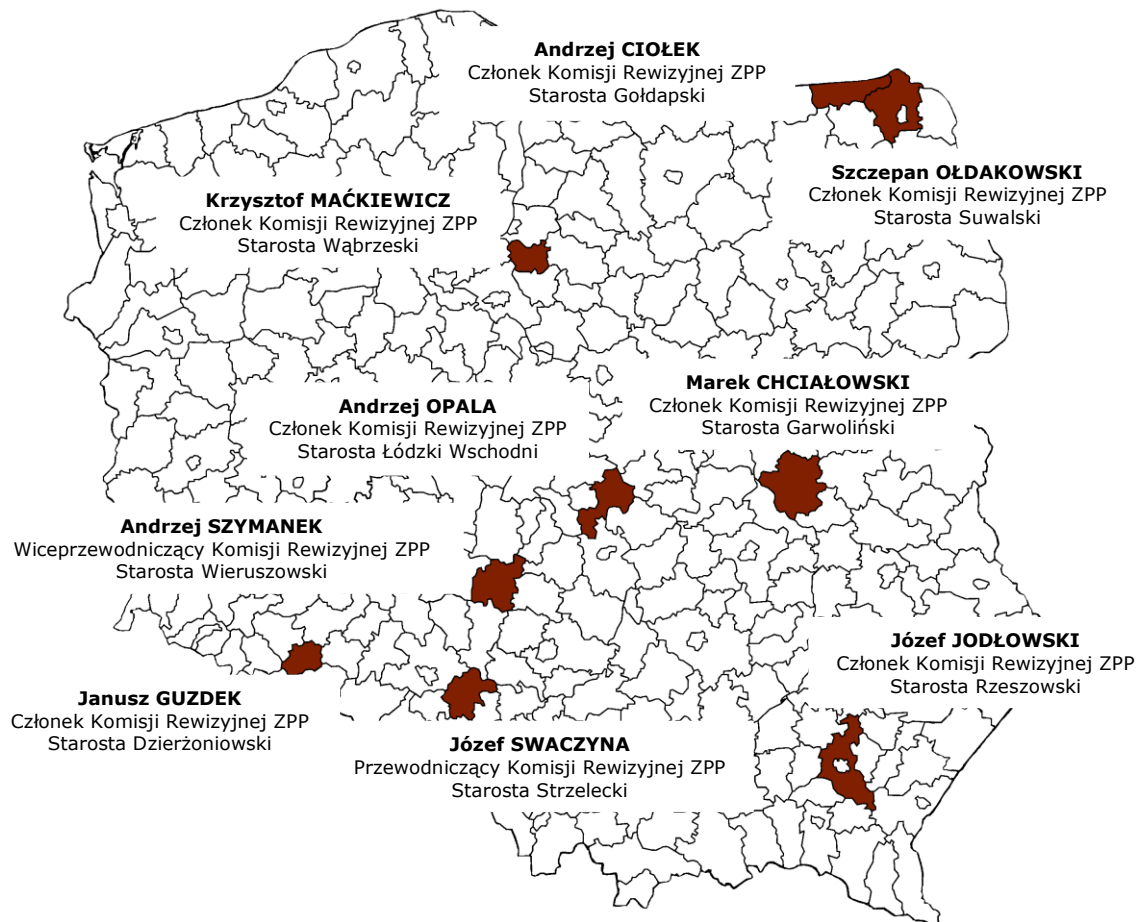 Andrzej CIOŁEK
Członek Komisji Rewizyjnej ZPP
Starosta Gołdapski
Szczepan OŁDAKOWSKI
Członek Komisji Rewizyjnej ZPP
Starosta Suwalski
Krzysztof MAĆKIEWICZ
Członek Komisji Rewizyjnej ZPP
Starosta Wąbrzeski
Marek CHCIAŁOWSKI
Członek Komisji Rewizyjnej ZPP
Starosta Garwoliński
Andrzej OPALA
Członek Komisji Rewizyjnej ZPP
Starosta Łódzki Wschodni
Andrzej SZYMANEK
Wiceprzewodniczący Komisji Rewizyjnej ZPP
Starosta Wieruszowski
Józef JODŁOWSKI
Członek Komisji Rewizyjnej ZPP
Starosta Rzeszowski
Janusz GUZDEK
Członek Komisji Rewizyjnej ZPP
Starosta Dzierżoniowski
Józef SWACZYNA
Przewodniczący Komisji Rewizyjnej ZPP
Starosta Strzelecki